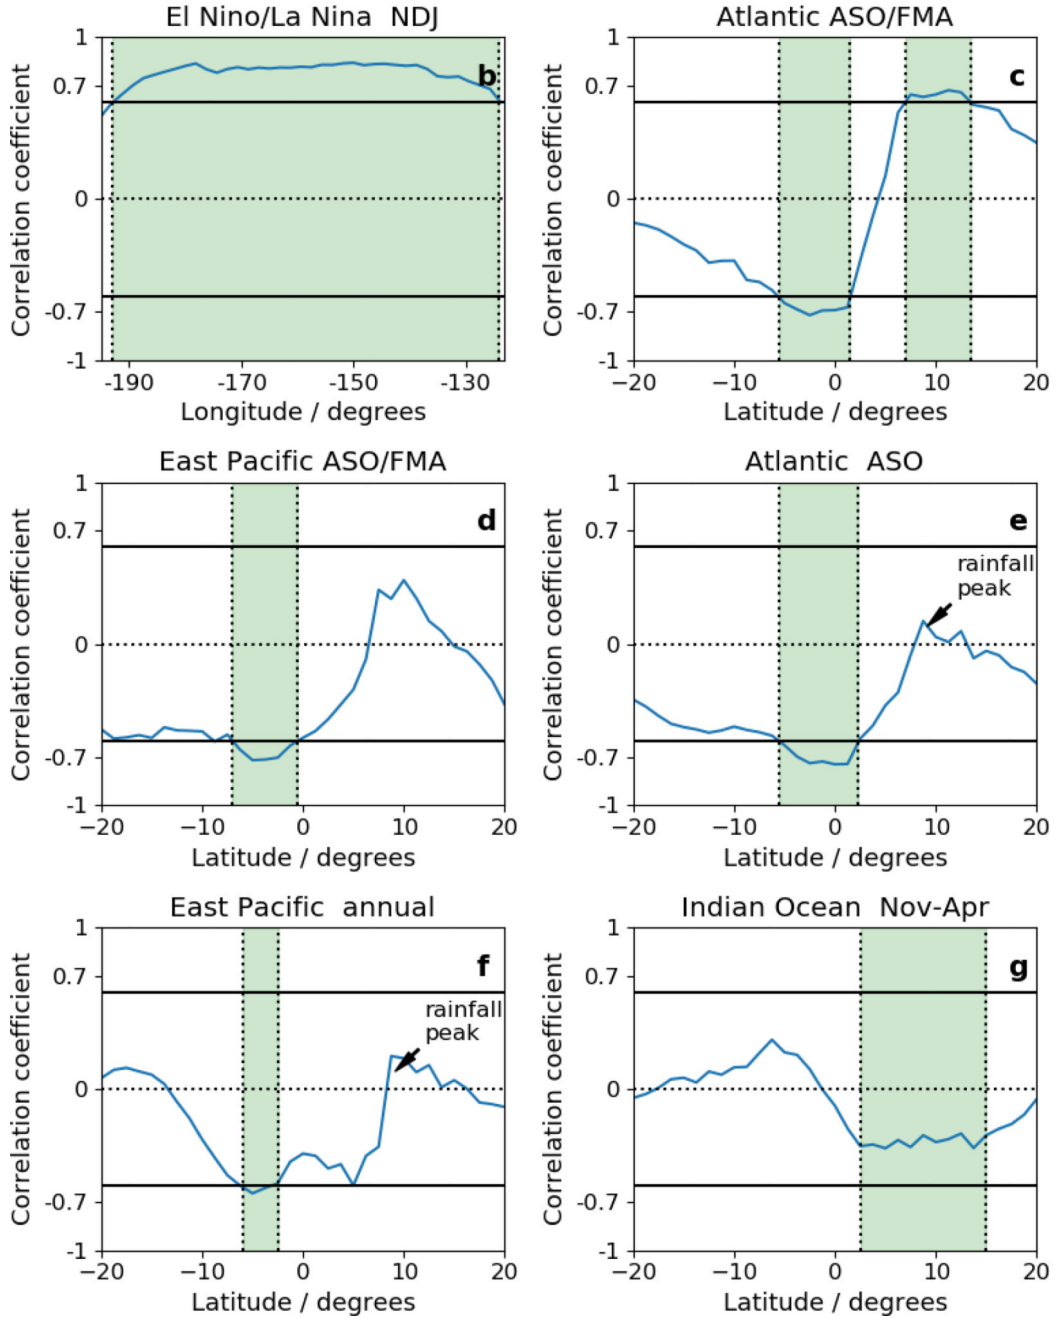 El Nino/La Nina NDJ
b
Correlation coefficient
1
0.7
0
-0.7
-1
-190
-170
-150
-130
Longitude / degrees
Atlantic ASO/FMA
c
Correlation coefficient
1
0.7
0
-0.7
-1
−20
−10
0
10
20
Latitude / degrees
East Pacific ASO/FMA
d
Correlation coefficient
1
0.7
0
-0.7
-1
−20
−10
0
10
20
Latitude / degrees
Atlantic ASO
e
rainfall
peak
Correlation coefficient
1
0.7
0
-0.7
-1
−20
−10
0
10
20
Latitude / degrees
East Pacific annual
f
rainfall
peak
Correlation coefficient
1
0.7
0
-0.7
-1
−20
−10
0
10
20
Latitude / degrees
Indian Ocean Nov-Apr
g
Correlation coefficient
1
0.7
0
-0.7
-1
−20
−10
0
10
20
Latitude / degrees